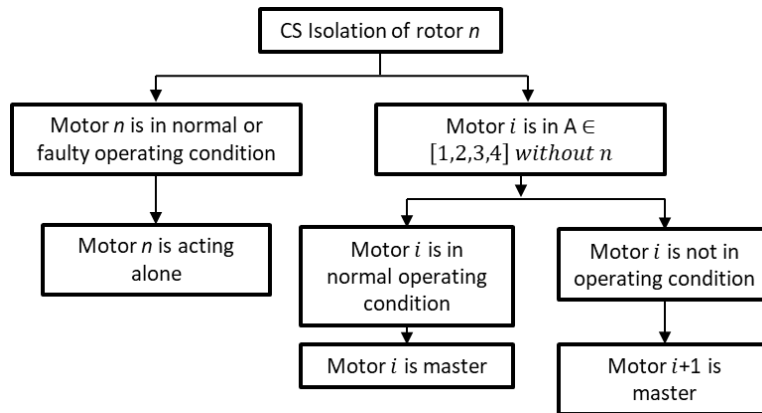 CS Isolation of rotor n
Motor n is in normal or
faulty operating condition
Motor i is in A ∈
[1,2,3,4] without n
Motor n is acting
alone
Motor i is in
normal operating
condition
Motor i is not in
operating condition
Motor i is master
Motor i+1 is
master